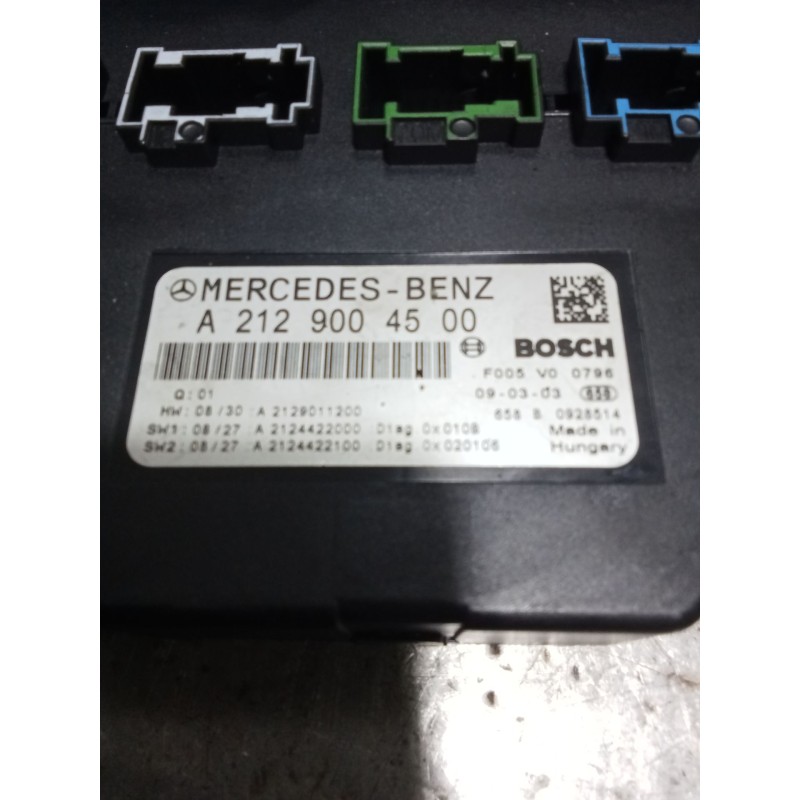 MERCEDES-BENZ
A 212 900 45 00
BOSCH
F005 V0 0796
Q: 01
09-03-03 658
HW: 08/30 A 2129011200
658 B 0928514
SW1: 08/27 A 2124422000 Diag 0x0108
Made in
SW2: 08/27 A 2124422100 Diag 0x020106
Hungary